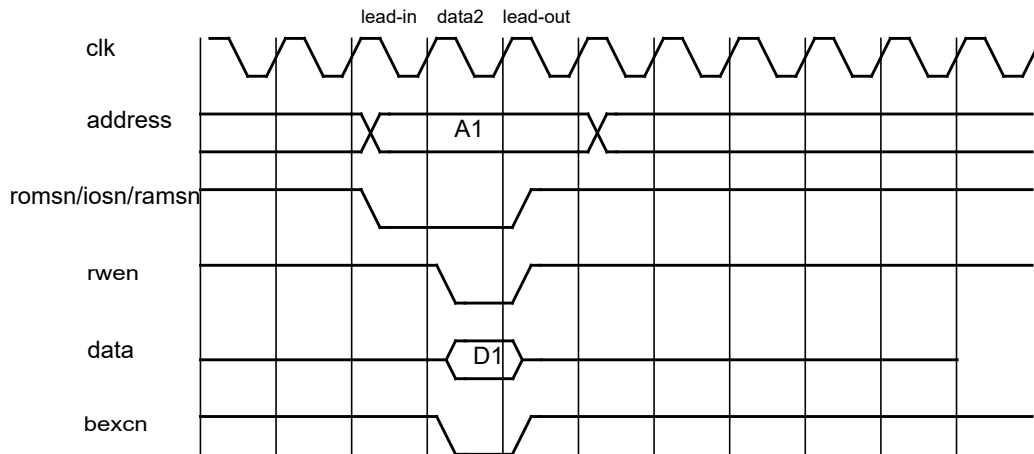 lead-in data2 lead-out
clk
address A1
romsn/iosn/ramsn
rwen
data D1
bexcn